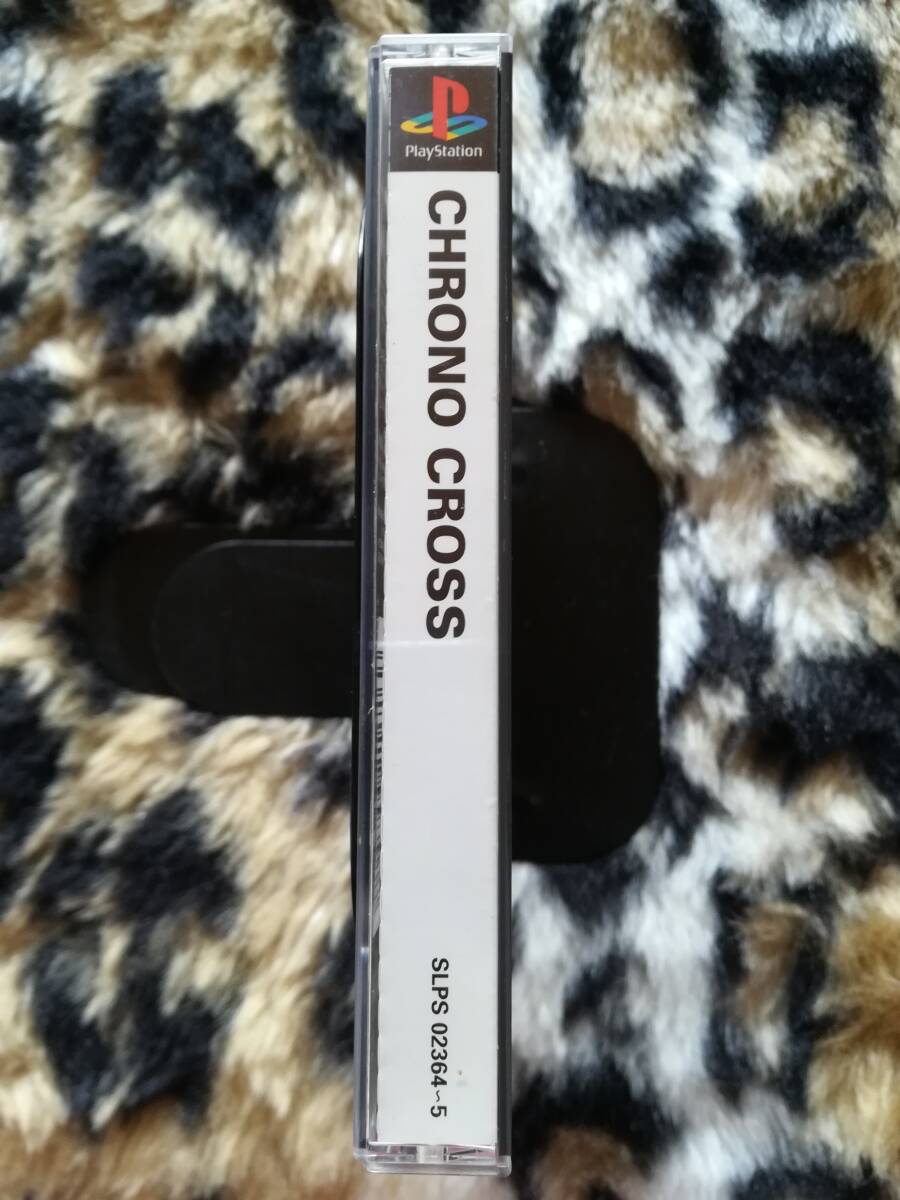 PlayStation
CHRONO CROSS
SLPS 02364~5